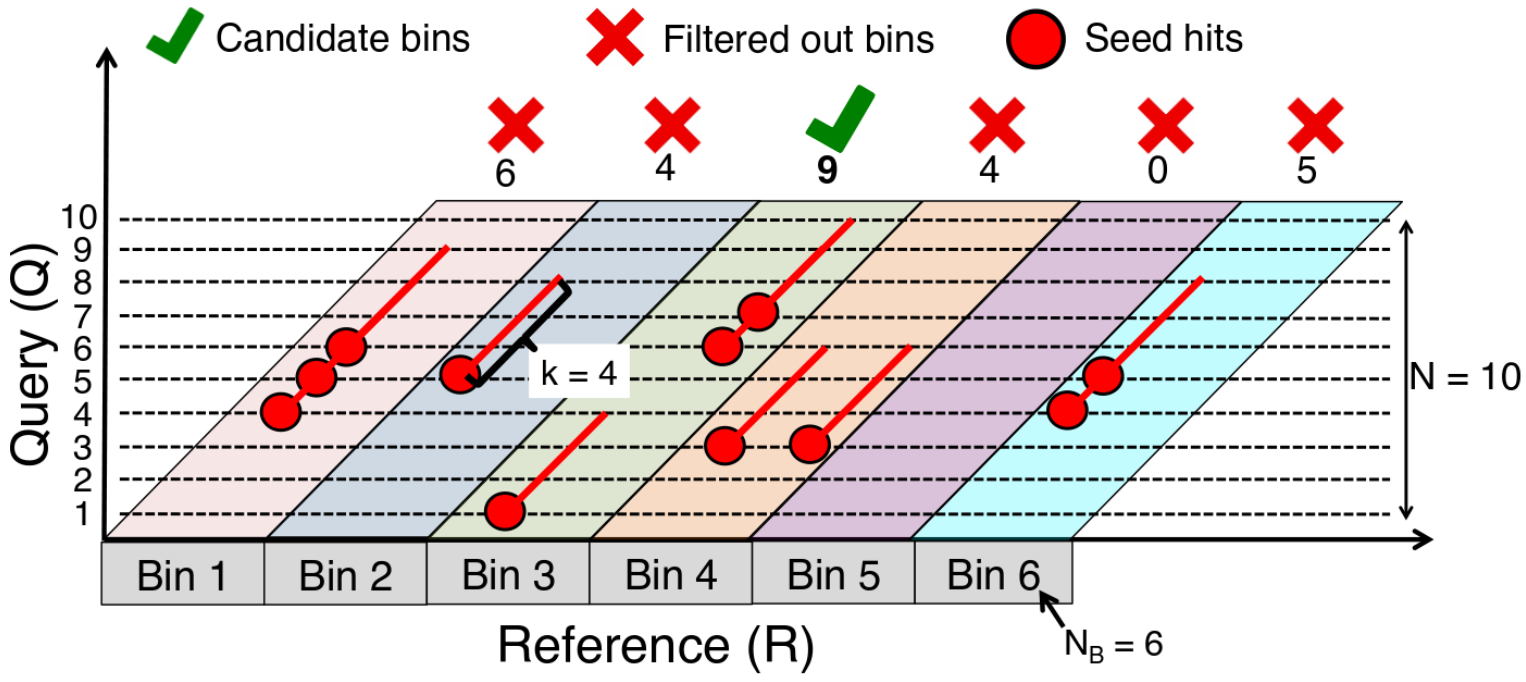 Candidate bins
Filtered out bins
Seed hits
6 4 9 4 0 5
Query (Q)
10
9
8
7
6
5
4
3
2
1
k = 4
N = 10
Bin 1 Bin 2 Bin 3 Bin 4 Bin 5 Bin 6
Reference (R)
N_B = 6